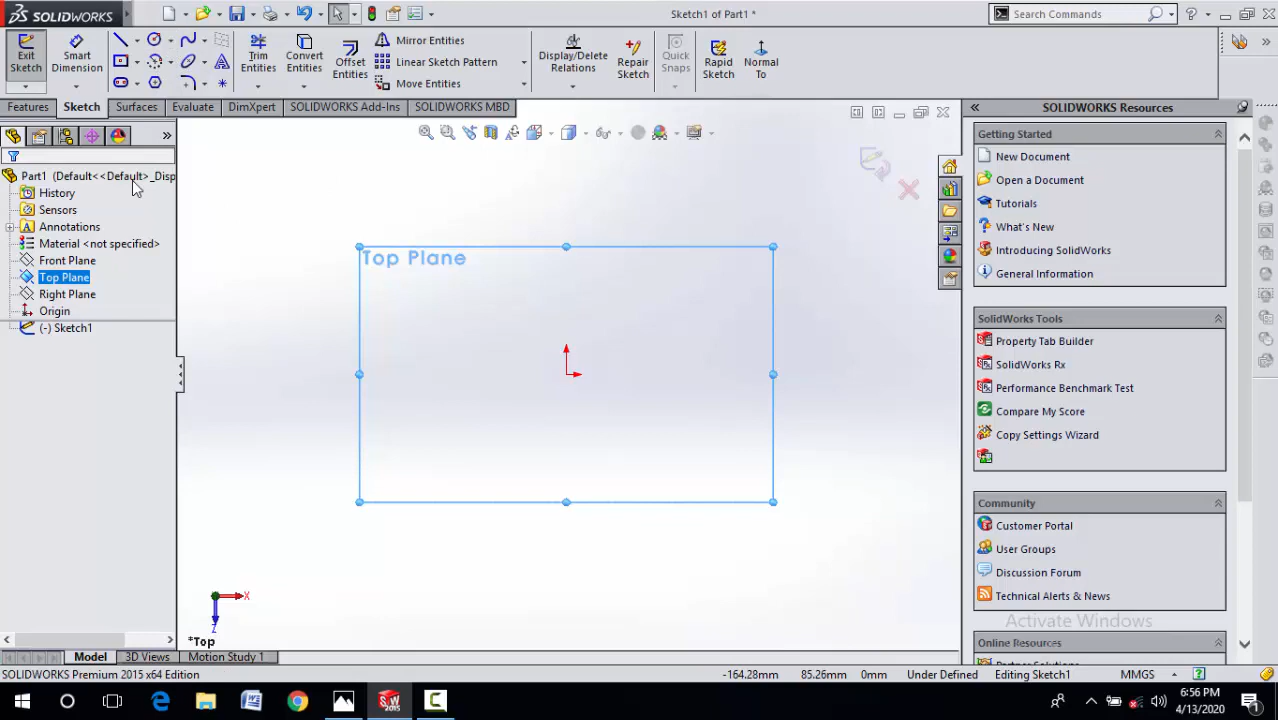 SOLIDWORKS
Sketch1 of Part1 *
Search Commands
Exit Sketch
Smart Dimension
Trim Entities
Convert Entities
Offset Entities
Mirror Entities
Linear Sketch Pattern
Move Entities
Display/Delete Relations
Repair Sketch
Quick Snaps
Rapid Sketch
Normal To
Features
Sketch
Surfaces
Evaluate
DimXpert
SOLIDWORKS Add-Ins
SOLIDWORKS MBD
Part1 (Default<<Default>_Disp
History
Sensors
Annotations
Material <not specified>
Front Plane
Top Plane
Right Plane
Origin
(-) Sketch1
Top Plane
X
Z
*Top
SOLIDWORKS Resources
Getting Started
New Document
Open a Document
Tutorials
What's New
Introducing SolidWorks
General Information
SolidWorks Tools
Property Tab Builder
SolidWorks Rx
Performance Benchmark Test
Compare My Score
Copy Settings Wizard
Community
Customer Portal
User Groups
Discussion Forum
Technical Alerts & News
Activate Windows
Online Resources
Model
3D Views
Motion Study 1
SOLIDWORKS Premium 2015 x64 Edition
-164.28mm
85.26mm
0mm
Under Defined
Editing Sketch1
MMGS
6:56 PM
4/13/2020